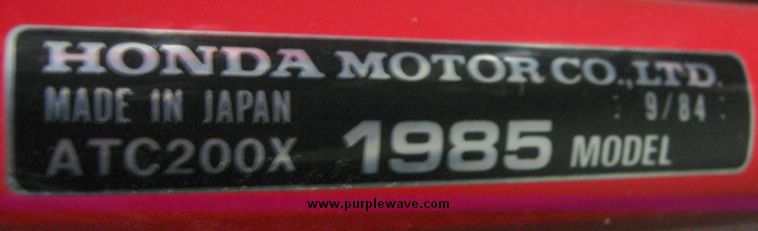 HONDA MOTOR CO.,LTD.
MADE IN JAPAN : 9/84 :
ATC200X 1985 MODEL
www.purplewave.com